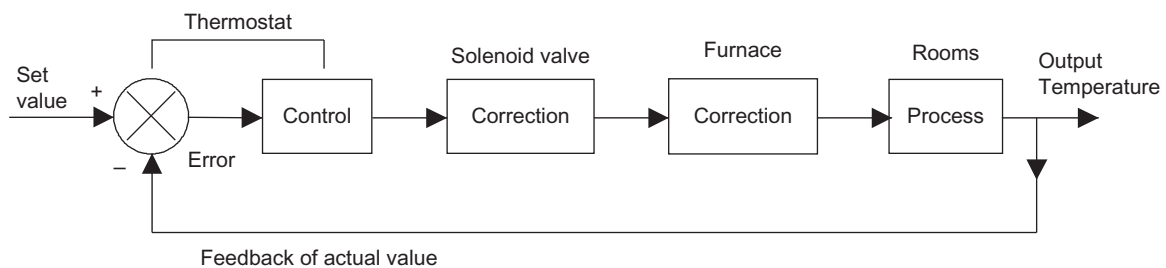 Thermostat
Solenoid valve
Furnace
Rooms
Output
Temperature
Set
value
+
Control
Correction
Correction
Process
–
Error
Feedback of actual value